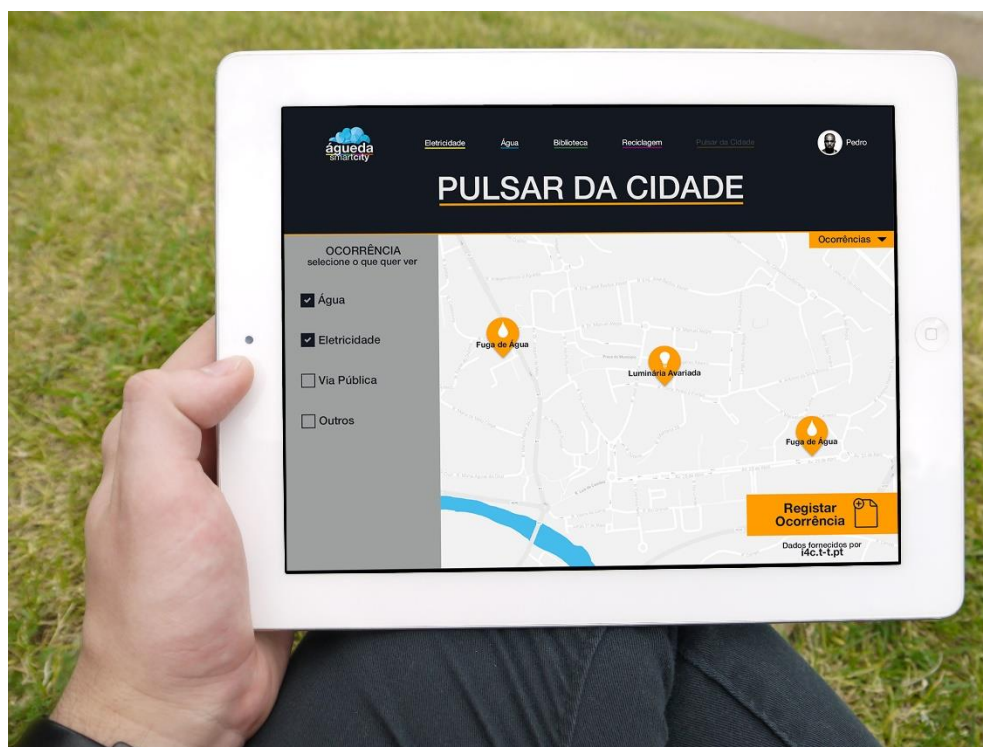 águeda
smartcity
Eletricidade
Água
Biblioteca
Reciclagem
Pulsar da Cidade
Pedro
PULSAR DA CIDADE
Ocorrências
OCORRÊNCIA
selecione o que quer ver
Água
Eletricidade
Via Pública
Outros
Fuga de Água
Luminária Avariada
Fuga de Água
Registar
Ocorrência
Dados fornecidos por
i4c.t-t.pt